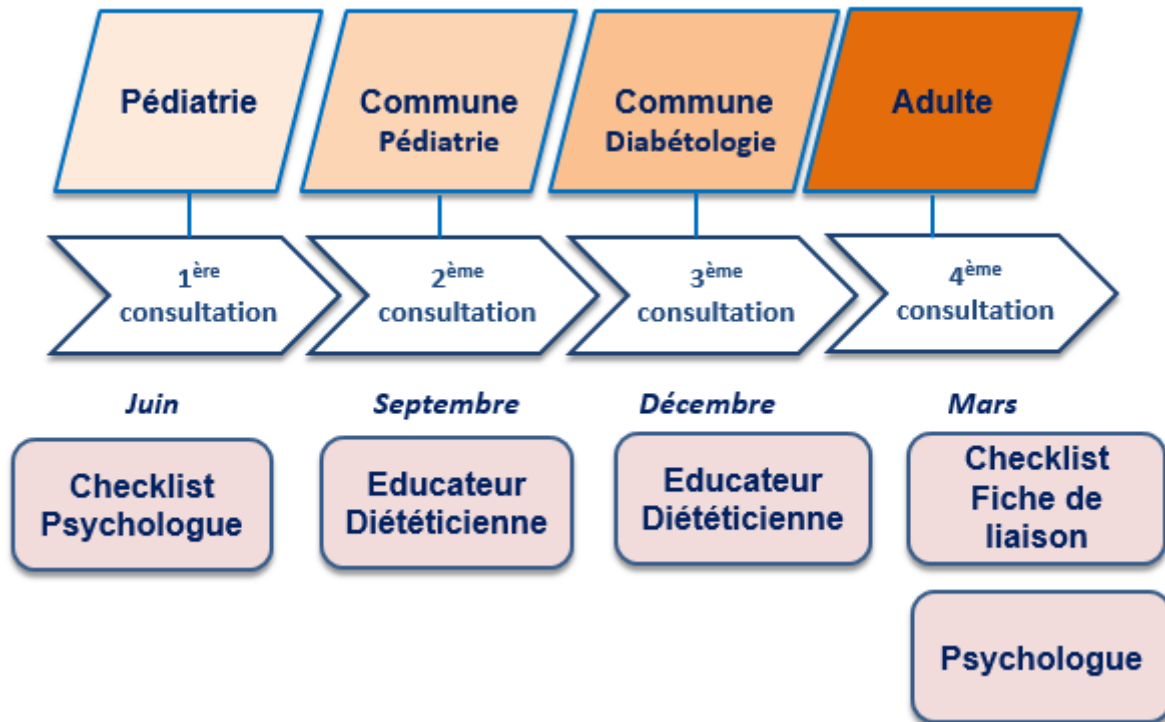 Pédiatrie
Commune
Pédiatrie
Commune
Diabétologie
Adulte
1ère
consultation
2ème
consultation
3ème
consultation
4ème
consultation
Juin
Septembre
Décembre
Mars
Checklist
Psychologue
Educateur
Diététicienne
Educateur
Diététicienne
Checklist
Fiche de
liaison
Psychologue